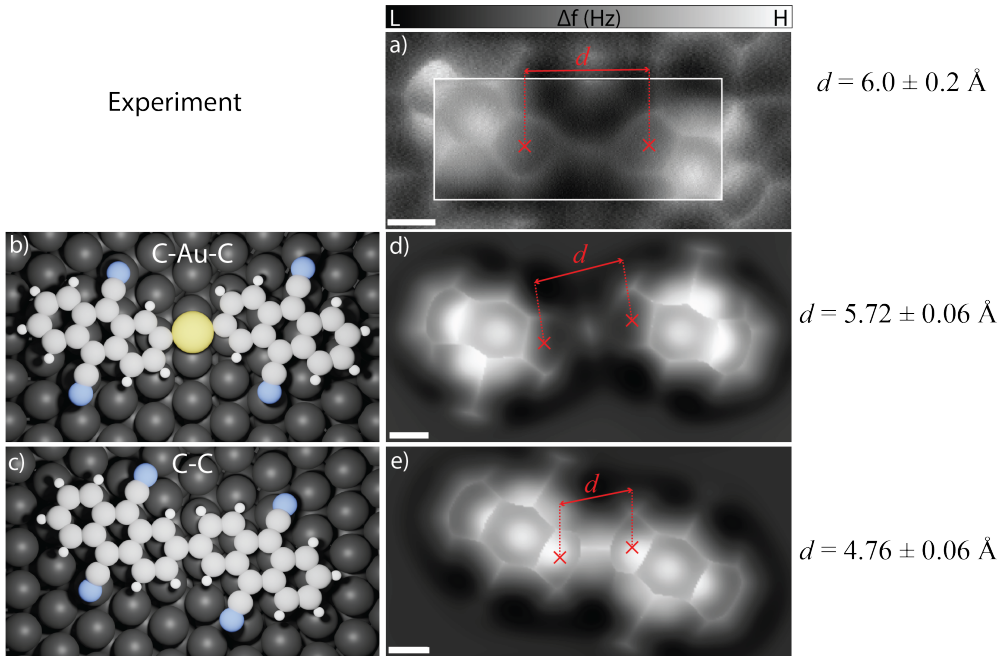 L Δf (Hz) H
a)
d
d = 6.0 ± 0.2 Å
Experiment
b)
C-Au-C
d)
d
d = 5.72 ± 0.06 Å
c)
C-C
e)
d
d = 4.76 ± 0.06 Å